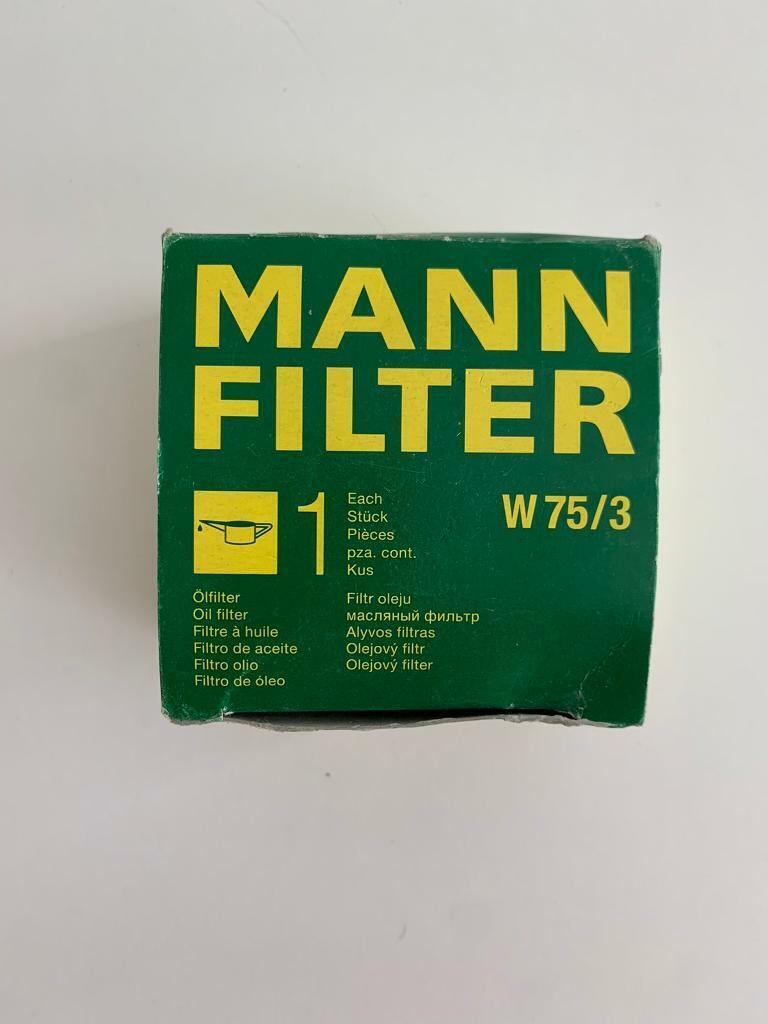 MANN
FILTER
1
Each
Stück
Pièces
pza. cont.
Kus
W 75/3
Ölfilter
Oil filter
Filtre à huile
Filtro de aceite
Filtro olio
Filtro de óleo
Filtr oleju
масляный фильтр
Alyvos filtras
Olejový filtr
Olejový filter